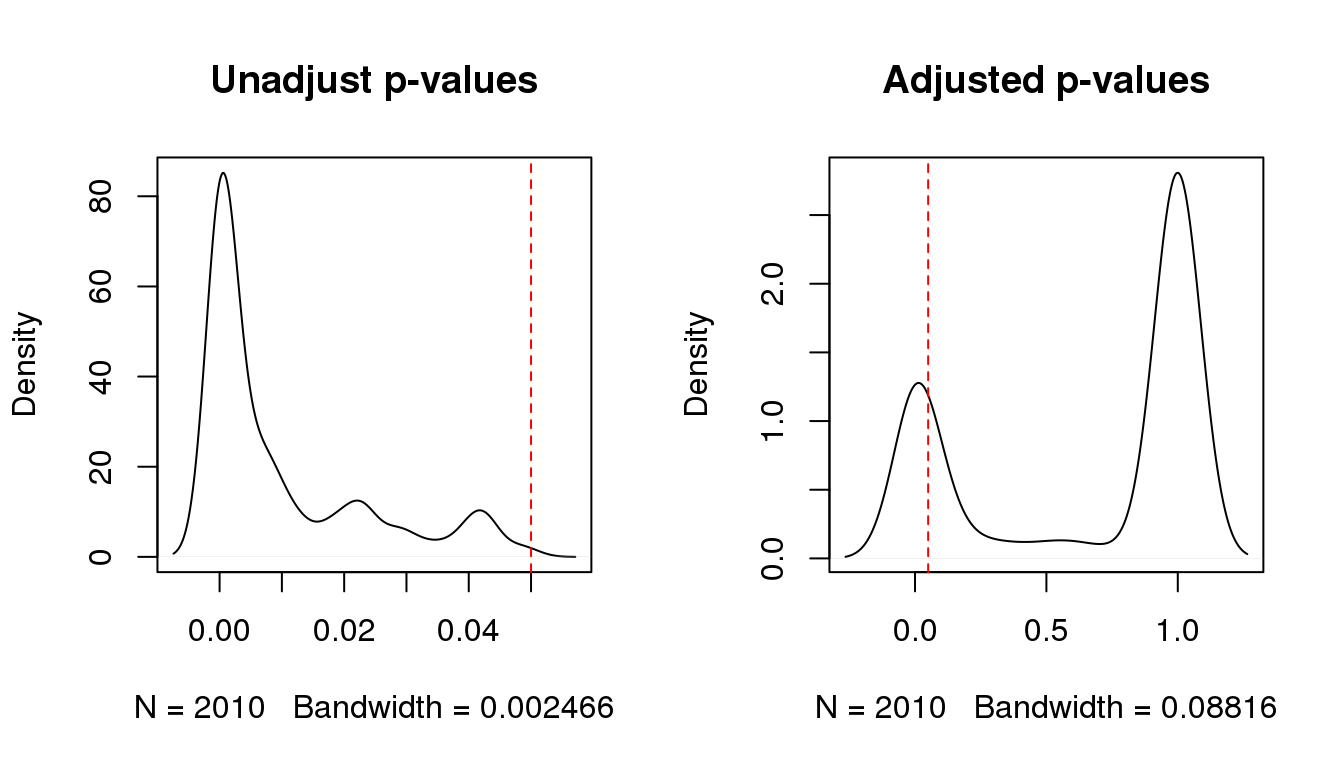 Unadjust p-values
Density
80
60
40
20
0
0.00 0.02 0.04
N = 2010 Bandwidth = 0.002466
Adjusted p-values
Density
2.0
1.0
0.0
0.0 0.5 1.0
N = 2010 Bandwidth = 0.08816